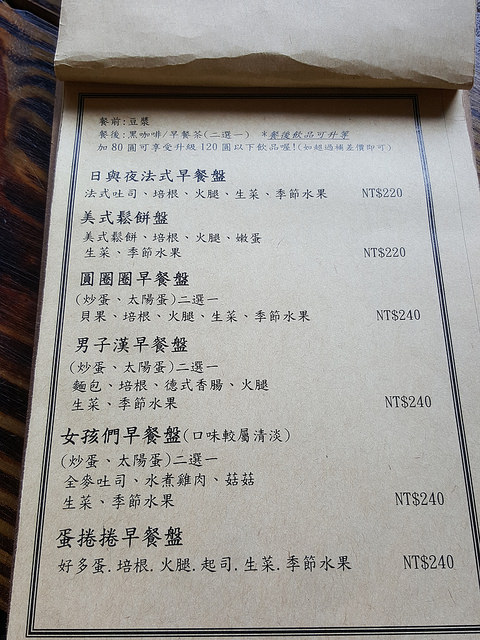 餐前:豆漿
餐後:黑咖啡/早餐茶(二選一) *餐後飲品可升等
加 80 圓可享受升級 120 圓以下飲品喔!(如超過補差價即可)
日與夜法式早餐盤
法式吐司、培根、火腿、生菜、季節水果 NT$220
美式鬆餅盤
美式鬆餅、培根、火腿、嫩蛋
生菜、季節水果 NT$220
圓圈圈早餐盤
(炒蛋、太陽蛋)二選一
貝果、培根、火腿、生菜、季節水果 NT$240
男子漢早餐盤
(炒蛋、太陽蛋)二選一
麵包、培根、德式香腸、火腿
生菜、季節水果 NT$240
女孩們早餐盤(口味較屬清淡)
(炒蛋、太陽蛋)二選一
全麥吐司、水煮雞肉、菇菇
生菜、季節水果 NT$240
蛋捲捲早餐盤
好多蛋.培根.火腿.起司.生菜.季節水果 NT$240